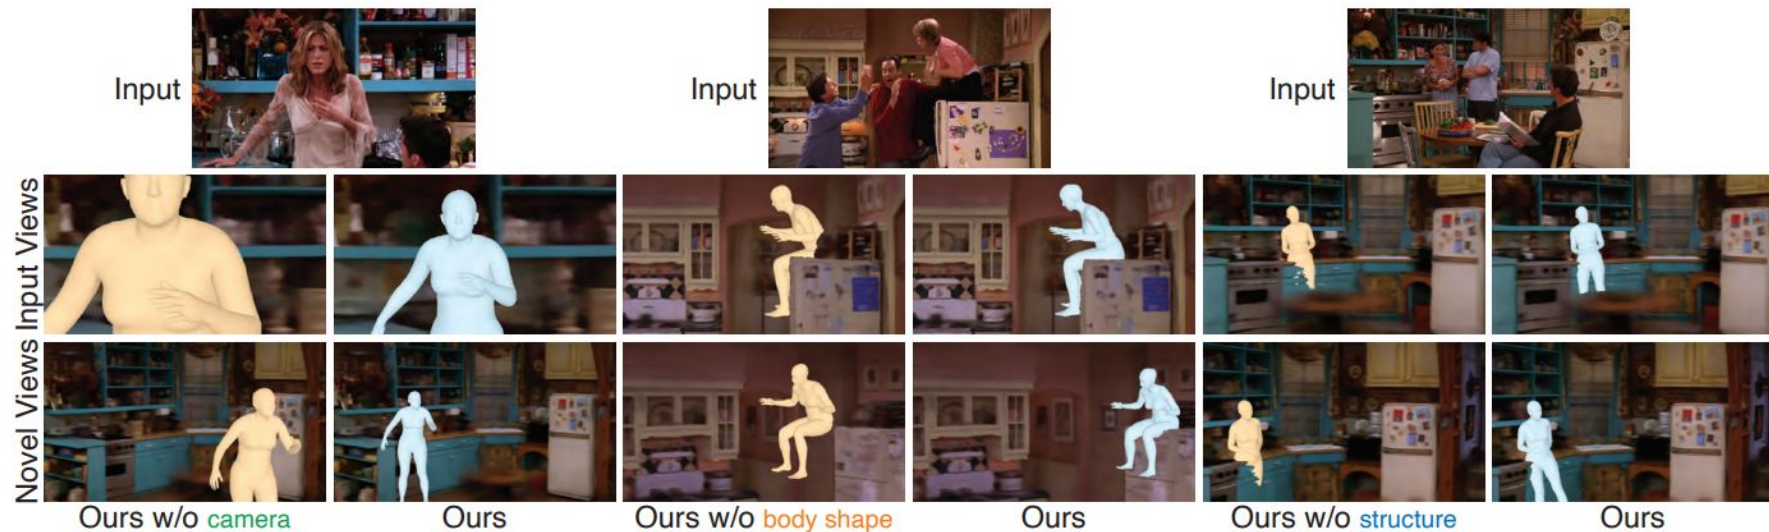 Input
Input
Input
Input Views
Novel Views
Ours w/o camera
Ours
Ours w/o body shape
Ours
Ours w/o structure
Ours